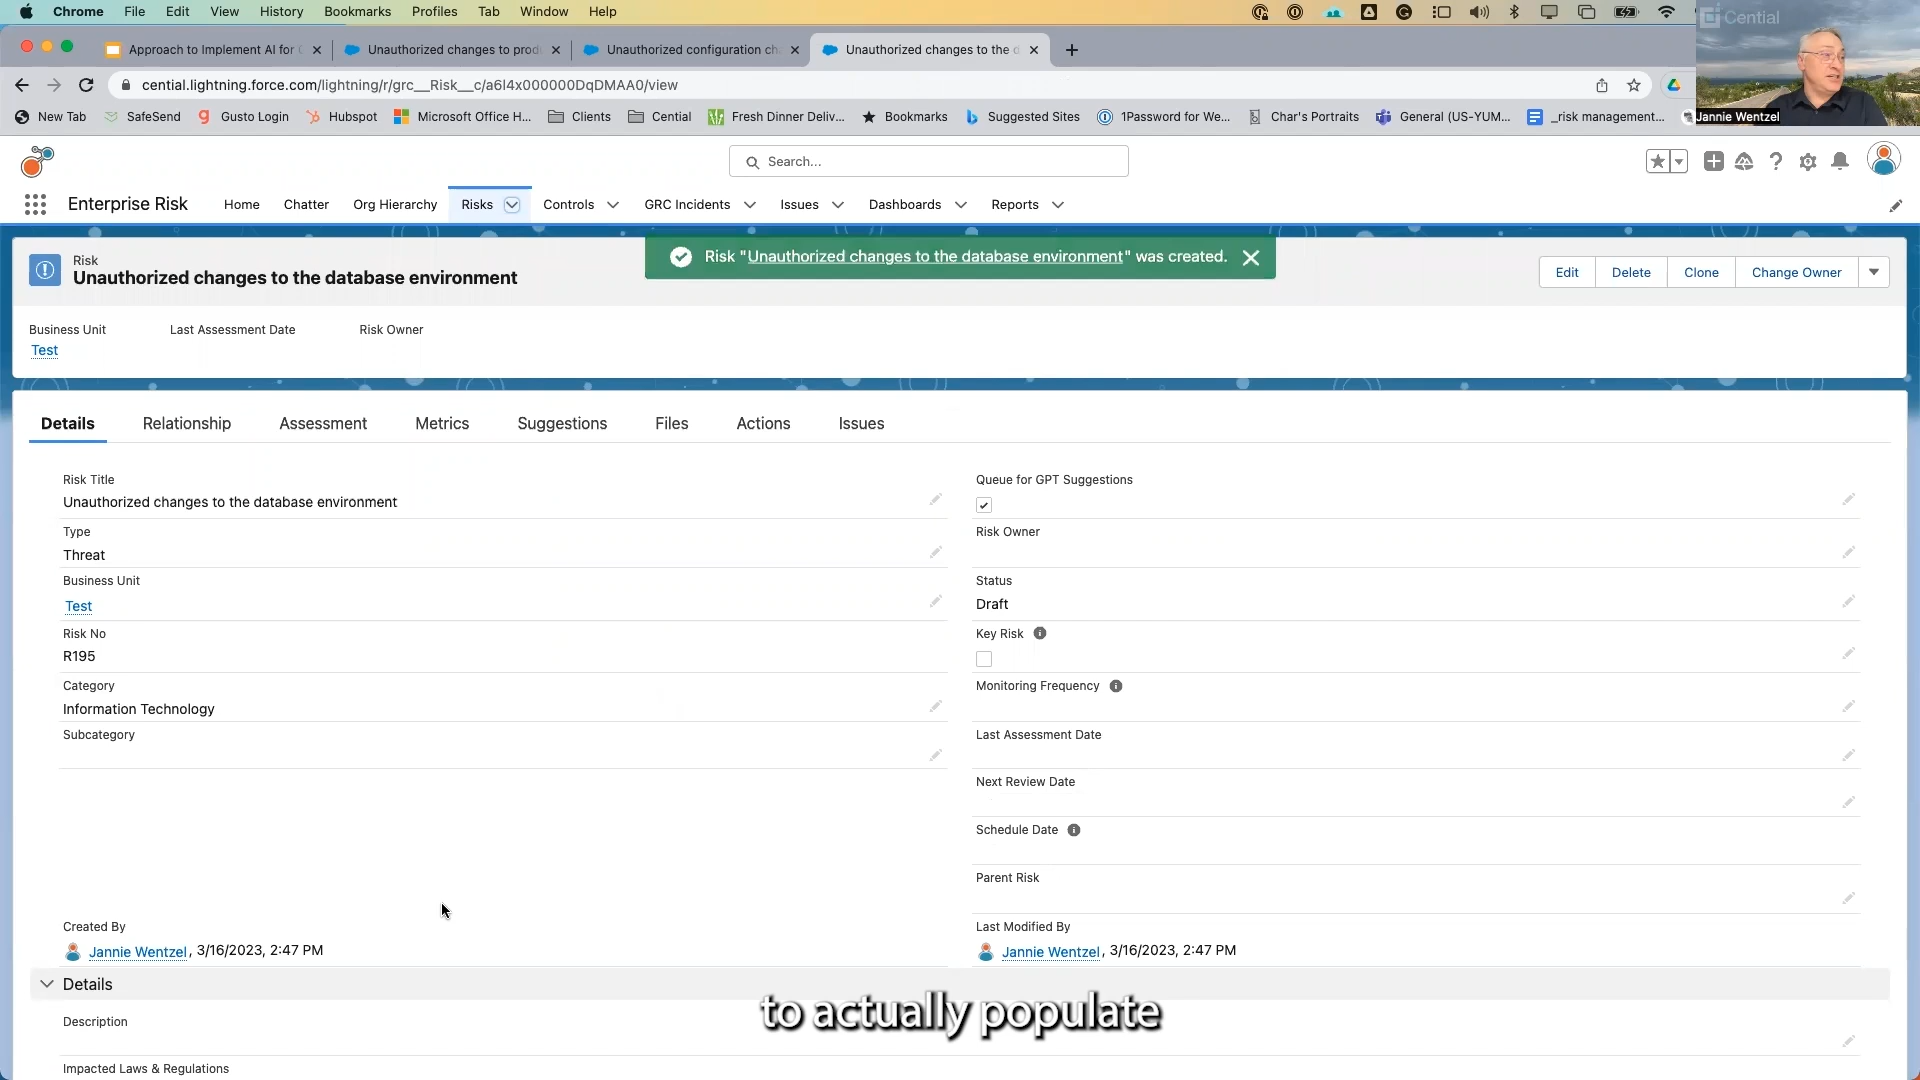 Chrome File Edit View History Bookmarks Profiles Tab Window Help
Cential
Approach to Implement AI for
Unauthorized changes to prod
Unauthorized configuration ch
Unauthorized changes to the d
cential.lightning.force.com/lightning/r/grc__Risk__c/a6I4x000000DqDMAA0/view
New Tab SafeSend Gusto Login Hubspot Microsoft Office H... Clients Cential Fresh Dinner Deliv... Bookmarks Suggested Sites 1Password for We... Char's Portraits General (US-YUM... _risk management...
Jannie Wentzel
Search...
Enterprise Risk Home Chatter Org Hierarchy Risks Controls GRC Incidents Issues Dashboards Reports
Risk
Unauthorized changes to the database environment
Risk "Unauthorized changes to the database environment" was created.
Edit Delete Clone Change Owner
Business Unit Last Assessment Date Risk Owner
Test
Details Relationship Assessment Metrics Suggestions Files Actions Issues
Risk Title
Unauthorized changes to the database environment
Queue for GPT Suggestions
Type
Threat
Risk Owner
Business Unit
Test
Status
Draft
Risk No
R195
Key Risk
Category
Information Technology
Monitoring Frequency
Subcategory
Last Assessment Date
Next Review Date
Schedule Date
Parent Risk
Created By
Jannie Wentzel, 3/16/2023, 2:47 PM
Last Modified By
Jannie Wentzel, 3/16/2023, 2:47 PM
Details
to actually populate
Description
Impacted Laws & Regulations